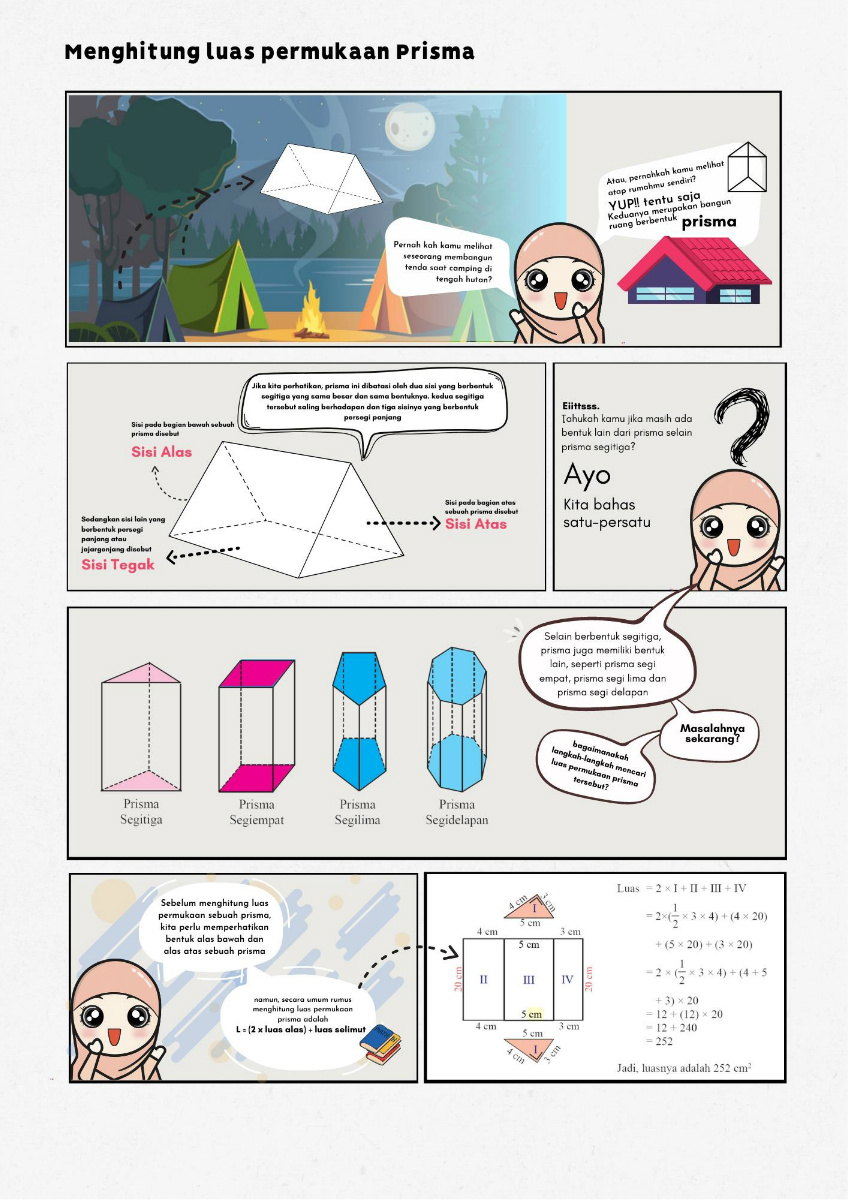 Menghitung luas permukaan Prisma
Pernah kah kamu melihat
seseorang membangun
tenda saat camping di
tengah hutan?
Atau, pernahkah kamu melihat
atap rumahmu sendiri?
YUP!! tentu saja
Keduanya merupakan bangun
ruang berbentuk prisma
Jika kita perhatikan, prisma ini dibatasi oleh dua sisi yang berbentuk
segitiga yang sama besar dan sama bentuknya. kedua segitiga
tersebut saling berhadapan dan tiga sisinya yang berbentuk
persegi panjang
Sisi pada bagian bawah sebuah
prisma disebut
Sisi Alas
Sedangkan sisi lain yang
berbentuk persegi
panjang atau
jajargenjang disebut
Sisi Tegak
Sisi pada bagian atas
sebuah prisma disebut
Sisi Atas
Eiittsss.
Tahukah kamu jika masih ada
bentuk lain dari prisma selain
prisma segitiga?
Ayo
Kita bahas
satu-persatu
?
Selain berbentuk segitiga,
prisma juga memiliki bentuk
lain, seperti prisma segi
empat, prisma segi lima dan
prisma segi delapan
Masalahnya
sekarang?
bagaimanakah
langkah-langkah mencari
luas permukaan prisma
tersebut?
Prisma
Segitiga
Prisma
Segiempat
Prisma
Segilima
Prisma
Segidelapan
Sebelum menghitung luas
permukaan sebuah prisma,
kita perlu memperhatikan
bentuk alas bawah dan
alas atas sebuah prisma
namun, secara umum rumus
menghitung luas permukaan
prisma adalah
L = (2 x luas alas) + luas selimut
4 cm I 3 cm
5 cm
4 cm 3 cm
5 cm
20 cm II III IV 20 cm
5 cm
4 cm 3 cm
5 cm
4 cm I 3 cm
Luas = 2 × I + II + III + IV
= 2×(1/2 × 3 × 4) + (4 × 20)
+ (5 × 20) + (3 × 20)
= 2 × (1/2 × 3 × 4) + (4 + 5
+ 3) × 20
= 12 + (12) × 20
= 12 + 240
= 252
Jadi, luasnya adalah 252 cm²